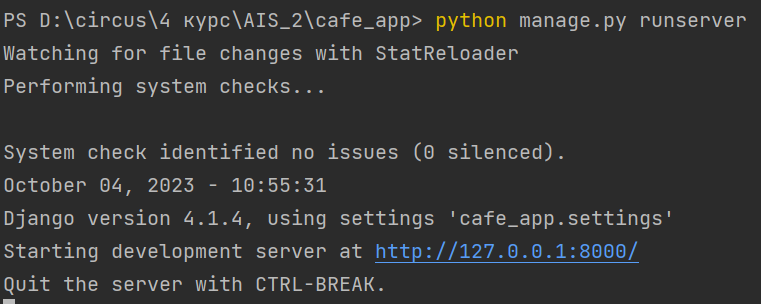 PS D:\circus\4 курс\AIS_2\cafe_app> python manage.py runserver
Watching for file changes with StatReloader
Performing system checks...
System check identified no issues (0 silenced).
October 04, 2023 - 10:55:31
Django version 4.1.4, using settings 'cafe_app.settings'
Starting development server at http://127.0.0.1:8000/
Quit the server with CTRL-BREAK.